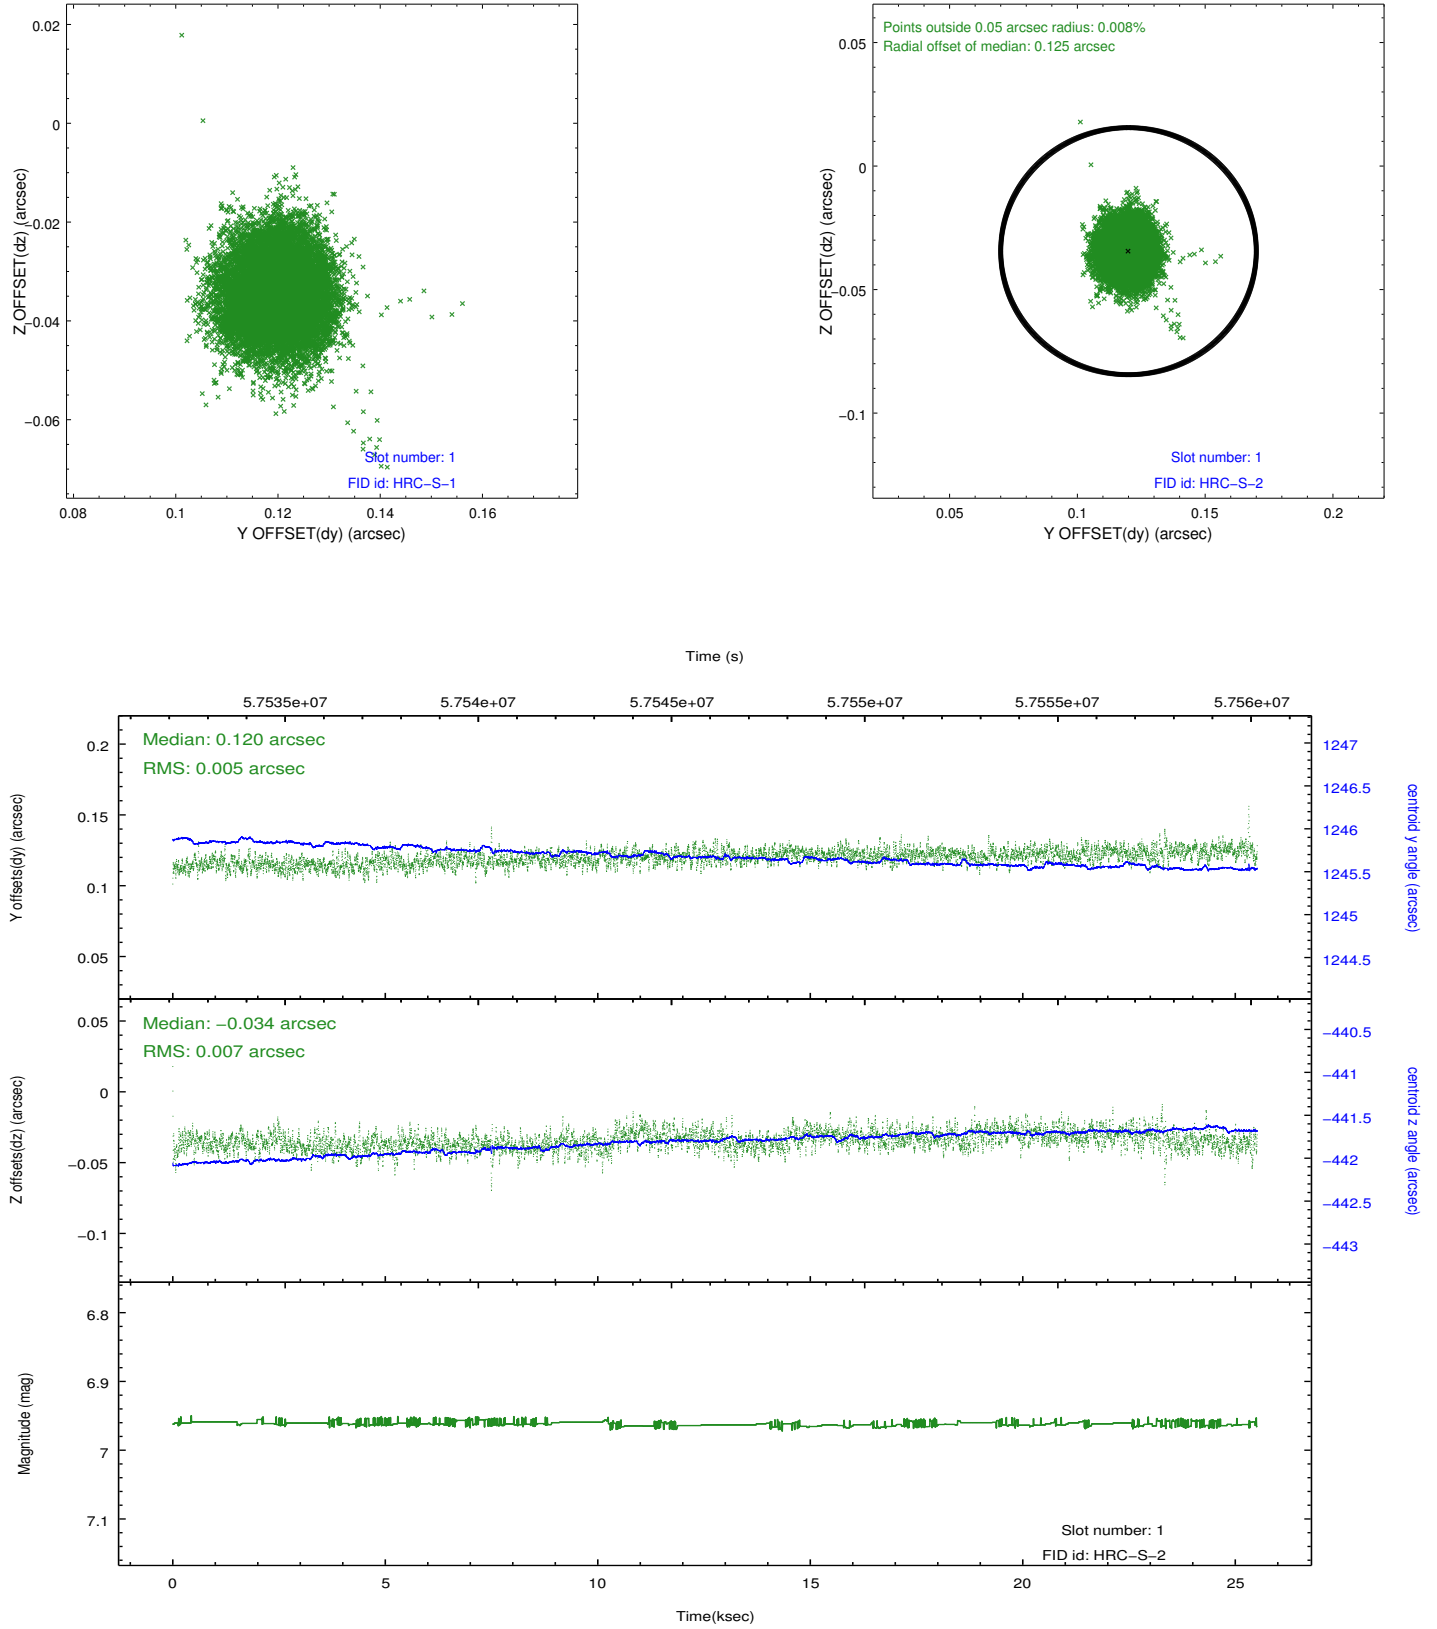 0.02
0
−0.02
−0.04
−0.06
Z OFFSET(dz) (arcsec)
Slot number: 1
FID id: HRC−S−1
0.08 0.1 0.12 0.14 0.16
Y OFFSET(dy) (arcsec)
Points outside 0.05 arcsec radius: 0.008%
Radial offset of median: 0.125 arcsec
0.05
0
−0.05
−0.1
Z OFFSET(dz) (arcsec)
Slot number: 1
FID id: HRC−S−2
0.05 0.1 0.15 0.2
Y OFFSET(dy) (arcsec)
Time (s)
5.7535e+07 5.754e+07 5.7545e+07 5.755e+07 5.7555e+07 5.756e+07
Median: 0.120 arcsec
RMS: 0.005 arcsec
0.2
0.15
0.1
0.05
Y offsets(dy) (arcsec)
1247
1246.5
1246
1245.5
1245
1244.5
centroid y angle (arcsec)
Median: −0.034 arcsec
RMS: 0.007 arcsec
0.05
0
−0.05
−0.1
Z offsets(dz) (arcsec)
−440.5
−441
−441.5
−442
−442.5
−443
centroid z angle (arcsec)
6.8
6.9
7
7.1
Magnitude (mag)
Slot number: 1
FID id: HRC−S−2
0 5 10 15 20 25
Time(ksec)